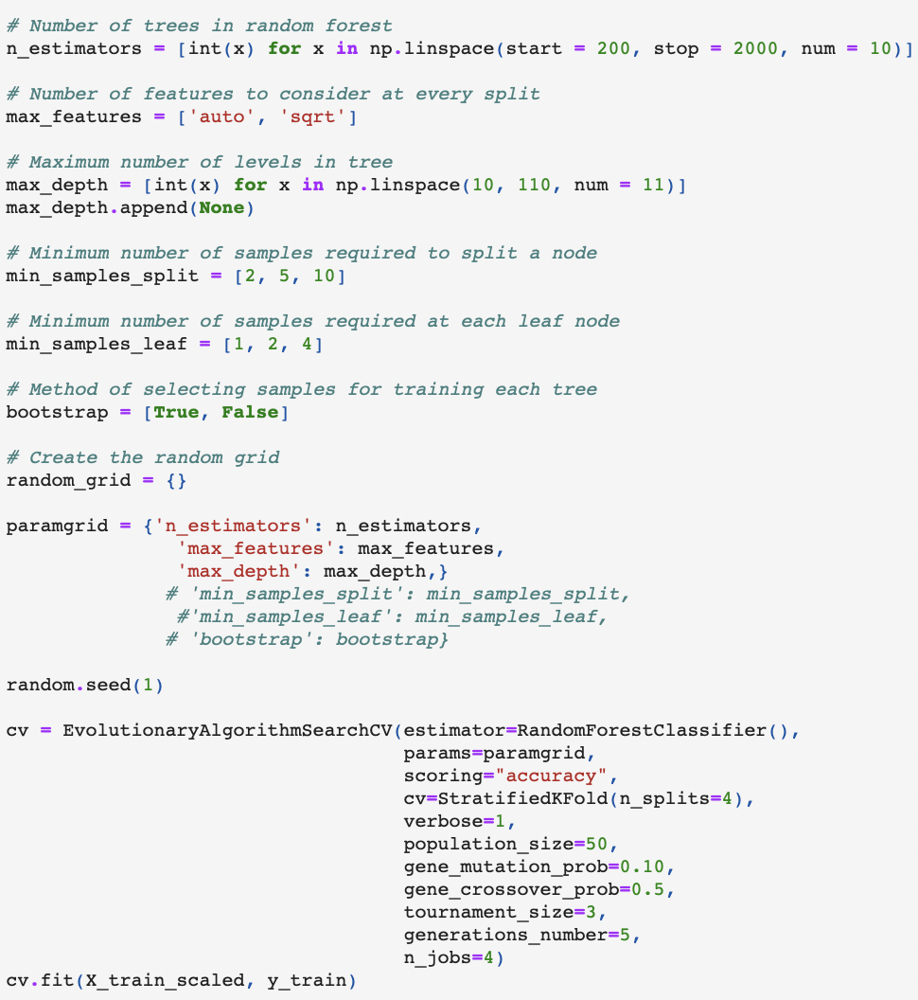 # Number of trees in random forest
n_estimators = [int(x) for x in np.linspace(start = 200, stop = 2000, num = 10)]
# Number of features to consider at every split
max_features = ['auto', 'sqrt']
# Maximum number of levels in tree
max_depth = [int(x) for x in np.linspace(10, 110, num = 11)]
max_depth.append(None)
# Minimum number of samples required to split a node
min_samples_split = [2, 5, 10]
# Minimum number of samples required at each leaf node
min_samples_leaf = [1, 2, 4]
# Method of selecting samples for training each tree
bootstrap = [True, False]
# Create the random grid
random_grid = {}
paramgrid = {'n_estimators': n_estimators,
'max_features': max_features,
'max_depth': max_depth,}
# 'min_samples_split': min_samples_split,
#'min_samples_leaf': min_samples_leaf,
# 'bootstrap': bootstrap}
random.seed(1)
cv = EvolutionaryAlgorithmSearchCV(estimator=RandomForestClassifier(),
params=paramgrid,
scoring="accuracy",
cv=StratifiedKFold(n_splits=4),
verbose=1,
population_size=50,
gene_mutation_prob=0.10,
gene_crossover_prob=0.5,
tournament_size=3,
generations_number=5,
n_jobs=4)
cv.fit(X_train_scaled, y_train)